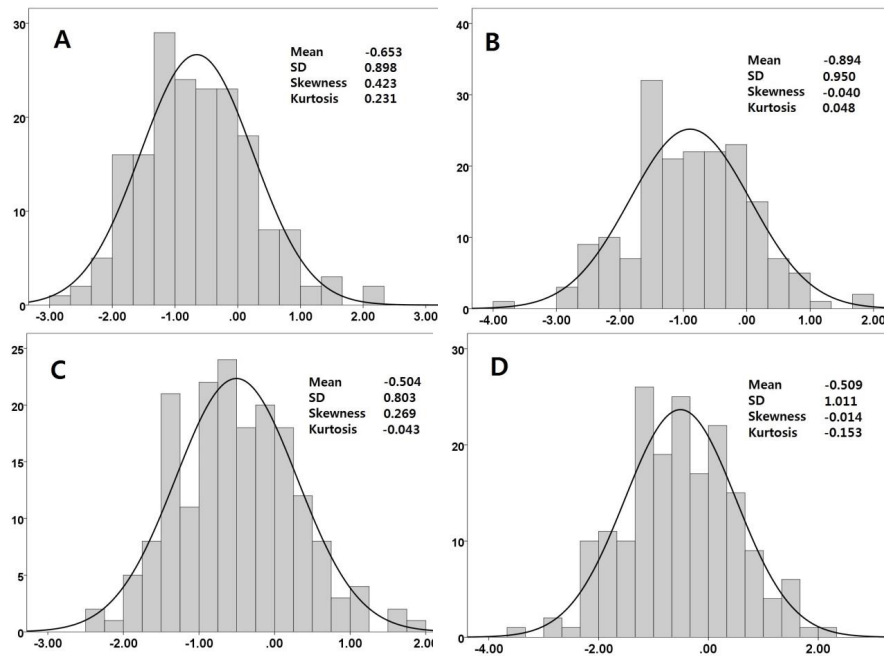 A
Mean -0.653
SD 0.898
Skewness 0.423
Kurtosis 0.231
30
20
10
0
-3.00 -2.00 -1.00 .00 1.00 2.00 3.00
B
Mean -0.894
SD 0.950
Skewness -0.040
Kurtosis 0.048
40
30
20
10
0
-4.00 -2.00 .00 2.00
C
Mean -0.504
SD 0.803
Skewness 0.269
Kurtosis -0.043
25
20
15
10
5
0
-3.00 -2.00 -1.00 .00 1.00 2.00
D
Mean -0.509
SD 1.011
Skewness -0.014
Kurtosis -0.153
30
20
10
0
-4.00 -2.00 .00 2.00